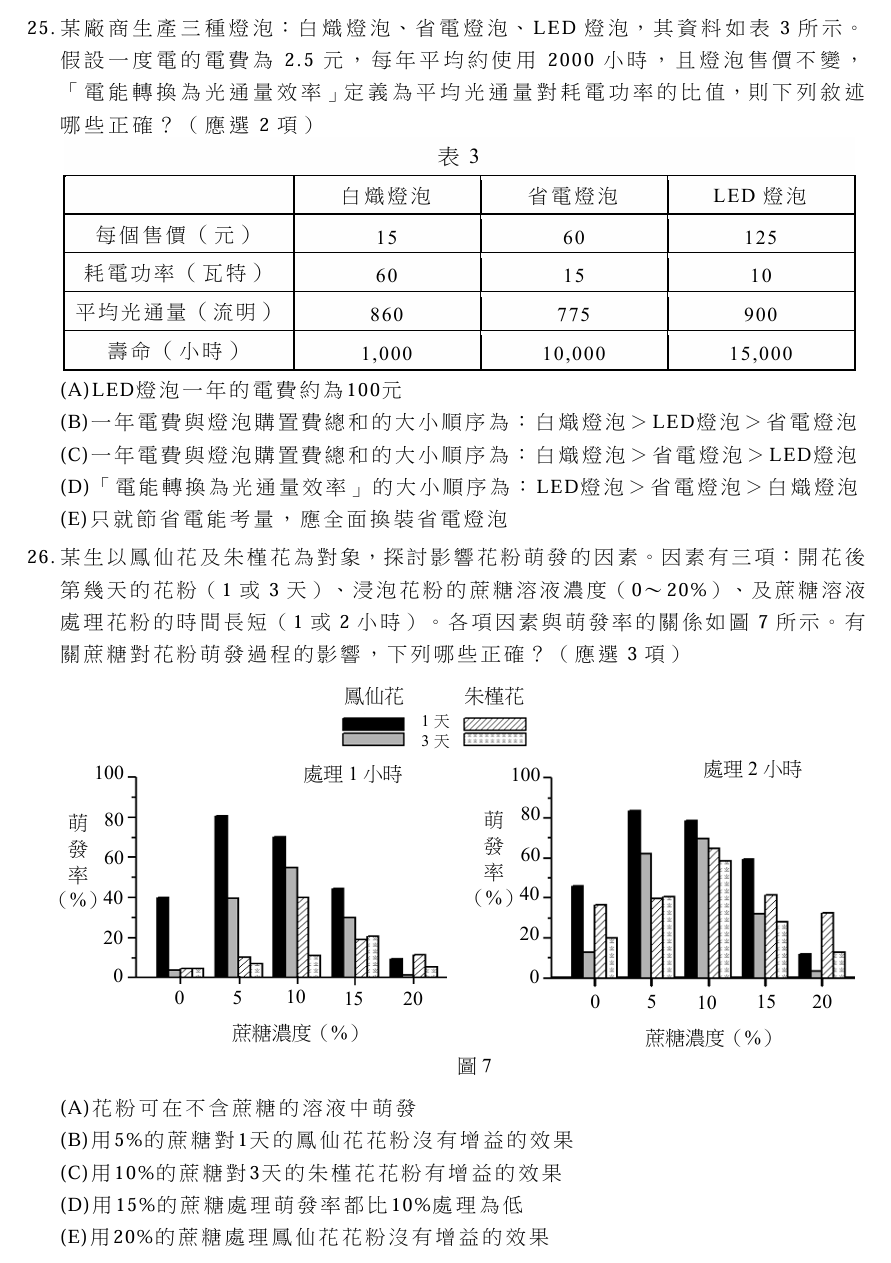 25. 某廠商生產三種燈泡：白熾燈泡、省電燈泡、LED 燈泡，其資料如表 3 所示。
假設一度電的電費為 2.5 元，每年平均約使用 2000 小時，且燈泡售價不變，
「電能轉換為光通量效率」定義為平均光通量對耗電功率的比值，則下列敘述
哪些正確？（應選 2 項）
表 3
白熾燈泡 省電燈泡 LED 燈泡
每個售價（元） 15 60 125
耗電功率（瓦特） 60 15 10
平均光通量（流明） 860 775 900
壽命（小時） 1,000 10,000 15,000
(A)LED燈泡一年的電費約為100元
(B)一年電費與燈泡購置費總和的大小順序為：白熾燈泡＞LED燈泡＞省電燈泡
(C)一年電費與燈泡購置費總和的大小順序為：白熾燈泡＞省電燈泡＞LED燈泡
(D)「電能轉換為光通量效率」的大小順序為：LED燈泡＞省電燈泡＞白熾燈泡
(E)只就節省電能考量，應全面換裝省電燈泡
26. 某生以鳳仙花及朱槿花為對象，探討影響花粉萌發的因素。因素有三項：開花後
第幾天的花粉（1 或 3 天）、浸泡花粉的蔗糖溶液濃度（0～20%）、及蔗糖溶液
處理花粉的時間長短（1 或 2 小時）。各項因素與萌發率的關係如圖 7 所示。有
關蔗糖對花粉萌發過程的影響，下列哪些正確？（應選 3 項）
鳳仙花 朱槿花
1 天
3 天
處理 1 小時
萌發率（%）
100
80
60
40
20
0
0 5 10 15 20
蔗糖濃度（%）
處理 2 小時
萌發率（%）
100
80
60
40
20
0
0 5 10 15 20
蔗糖濃度（%）
圖 7
(A)花粉可在不含蔗糖的溶液中萌發
(B)用5%的蔗糖對1天的鳳仙花花粉沒有增益的效果
(C)用10%的蔗糖對3天的朱槿花花粉有增益的效果
(D)用15%的蔗糖處理萌發率都比10%處理為低
(E)用20%的蔗糖處理鳳仙花花粉沒有增益的效果